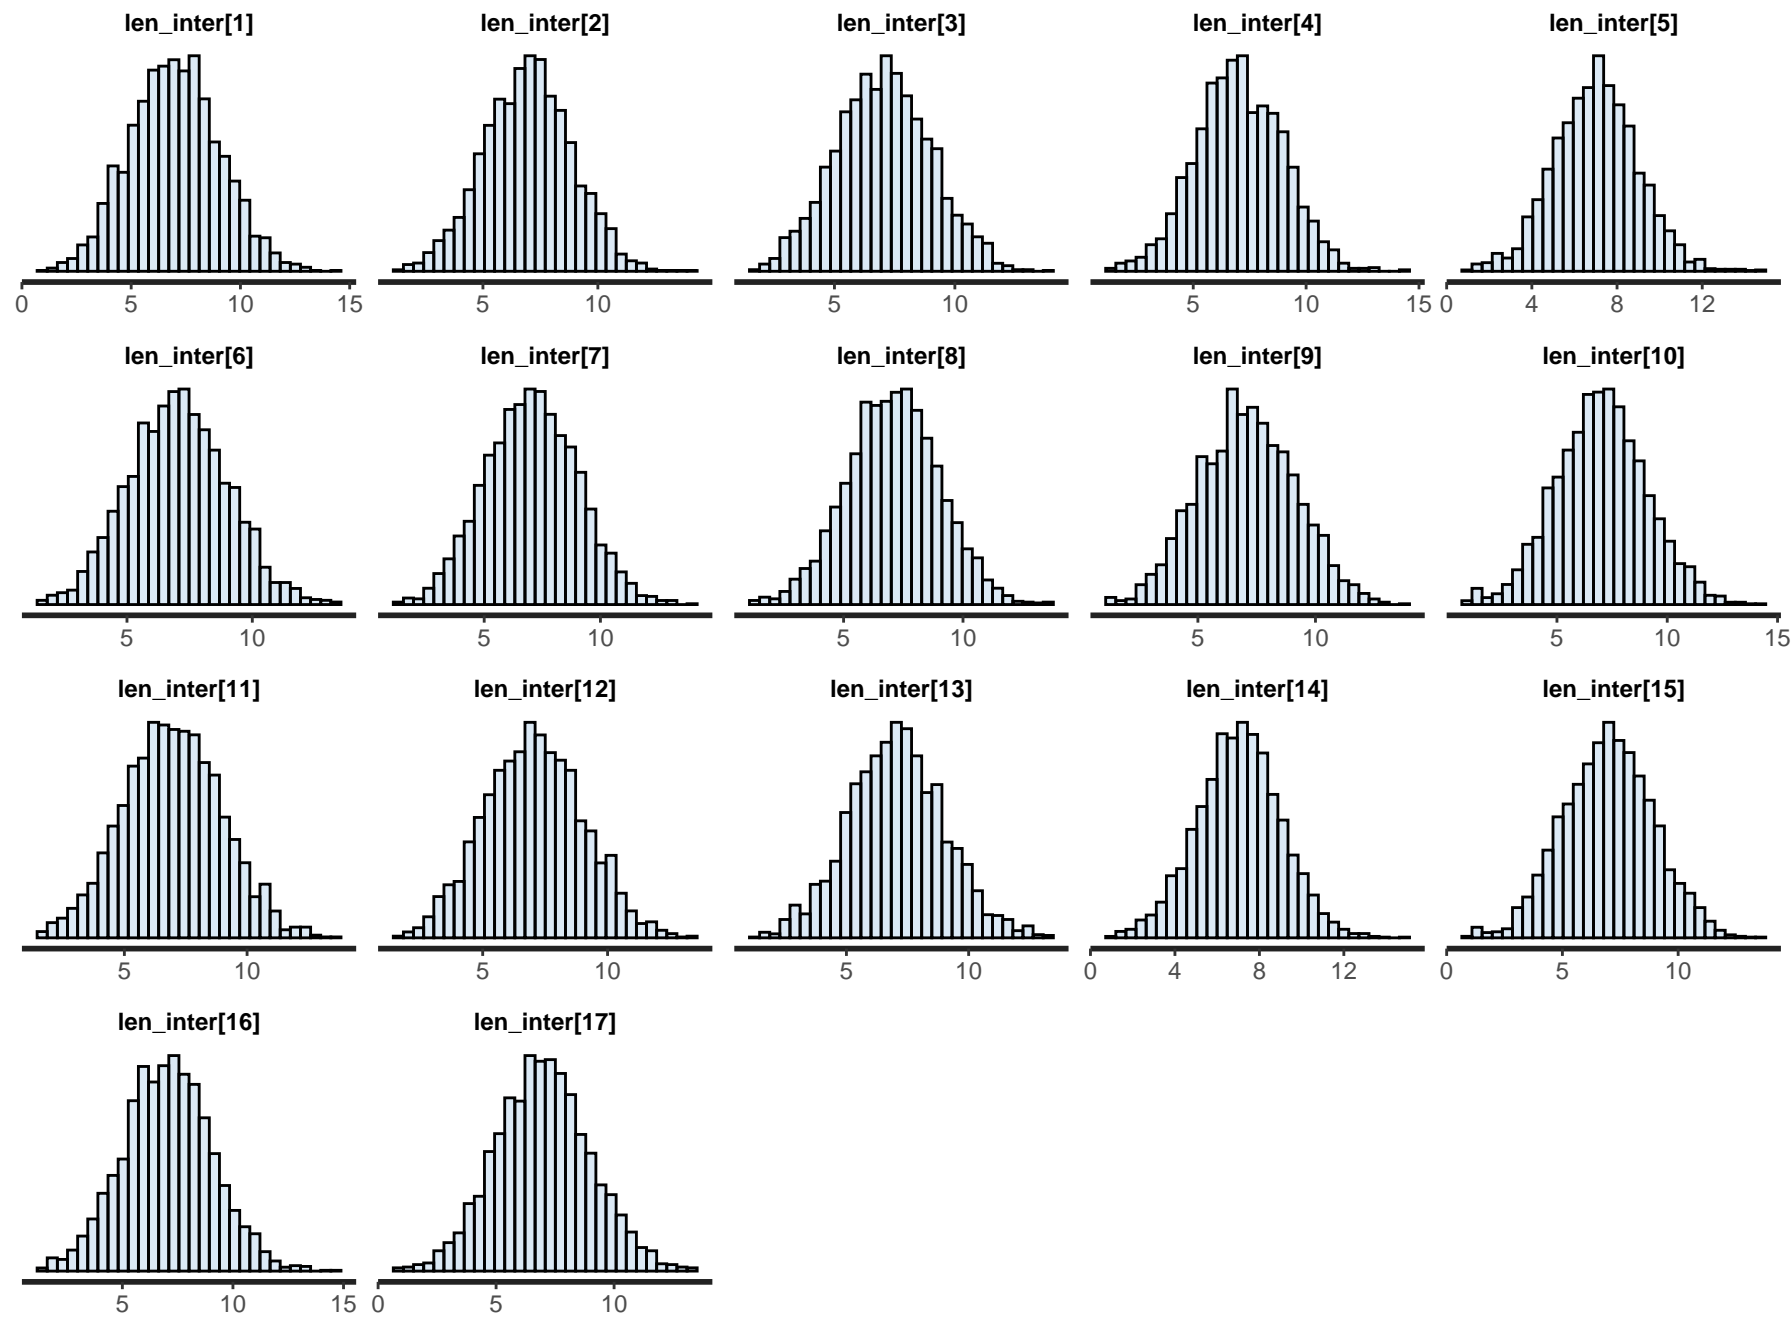 len_inter[1] len_inter[2] len_inter[3] len_inter[4] len_inter[5]
0 5 10 15 5 10 5 10 5 10 15 0 4 8 12
len_inter[6] len_inter[7] len_inter[8] len_inter[9] len_inter[10]
5 10 5 10 5 10 5 10 5 10 15
len_inter[11] len_inter[12] len_inter[13] len_inter[14] len_inter[15]
5 10 5 10 5 10 0 4 8 12 0 5 10
len_inter[16] len_inter[17]
5 10 15 0 5 10